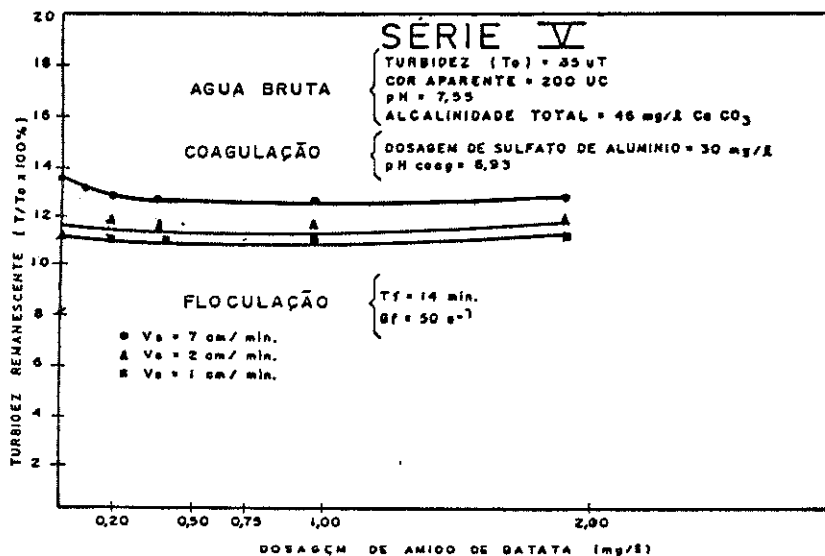 SÉRIE V
ÁGUA BRUTA
TURBIDEZ (To) = 35 uT
COR APARENTE = 200 UC
pH = 7,55
ALCALINIDADE TOTAL = 46 mg/l Ca CO3
COAGULAÇÃO
DOSAGEM DE SULFATO DE ALUMINIO = 30 mg/l
pH coag = 6,93
FLOCULAÇÃO
Tf = 14 min.
Gf = 50 s-1
● Vs = 7 cm/min.
▲ Vs = 2 cm/min.
■ Vs = 1 cm/min.
TURBIDEZ REMANESCENTE (T/To x 100%)
20
18
16
14
12
10
8
6
4
2
0,20 0,50 0,75 1,00 2,00
DOSAGEM DE AMIDO DE BATATA (mg/l)